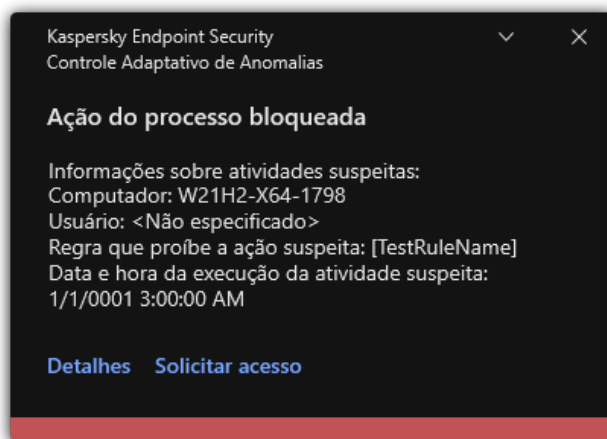 Kaspersky Endpoint Security
Controle Adaptativo de Anomalias
Ação do processo bloqueada
Informações sobre atividades suspeitas:
Computador: W21H2-X64-1798
Usuário: <Não especificado>
Regra que proíbe a ação suspeita: [TestRuleName]
Data e hora da execução da atividade suspeita:
1/1/0001 3:00:00 AM
Detalhes Solicitar acesso